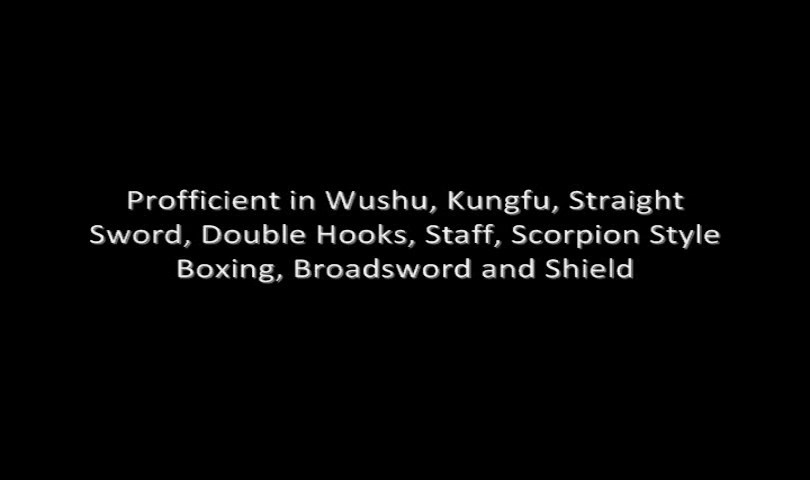 Profficient in Wushu, Kungfu, Straight
Sword, Double Hooks, Staff, Scorpion Style
Boxing, Broadsword and Shield